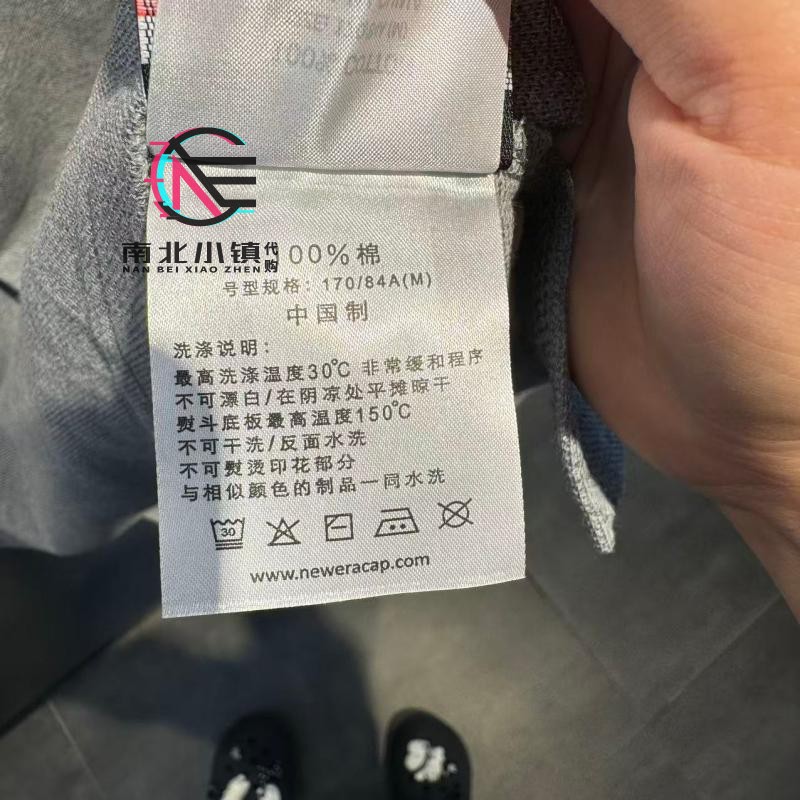 100% COTTON
南北小镇代购
NAN BEI XIAO ZHEN
00%棉
号型规格：170/84A(M)
中国制
洗涤说明：
最高洗涤温度30℃ 非常缓和程序
不可漂白/在阴凉处平摊晾干
熨斗底板最高温度150℃
不可干洗/反面水洗
不可熨烫印花部分
与相似颜色的制品一同水洗
30
www.neweracap.com